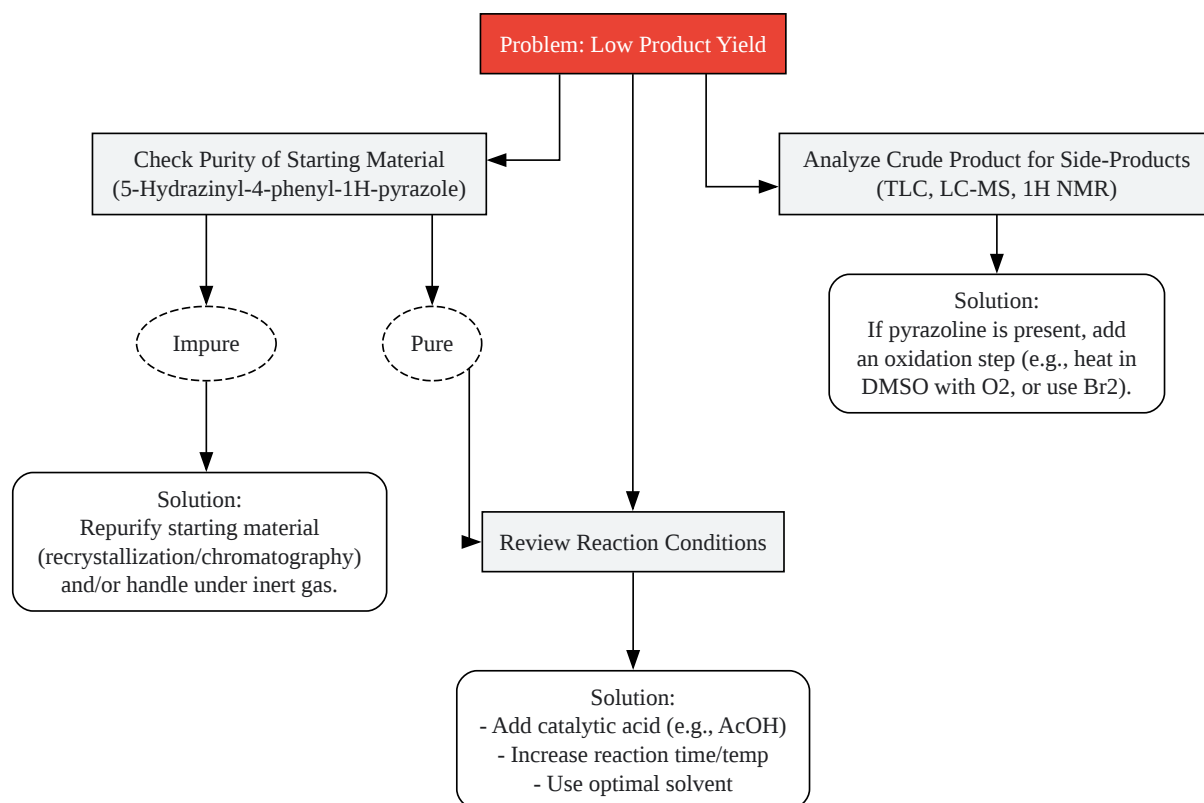 Problem: Low Product Yield
Check Purity of Starting Material
(5-Hydrazinyl-4-phenyl-1H-pyrazole)
Analyze Crude Product for Side-Products
(TLC, LC-MS, 1H NMR)
Impure
Pure
Solution:
If pyrazoline is present, add
an oxidation step (e.g., heat in
DMSO with O2, or use Br2).
Solution:
Repurify starting material
(recrystallization/chromatography)
and/or handle under inert gas.
Review Reaction Conditions
Solution:
- Add catalytic acid (e.g., AcOH)
- Increase reaction time/temp
- Use optimal solvent